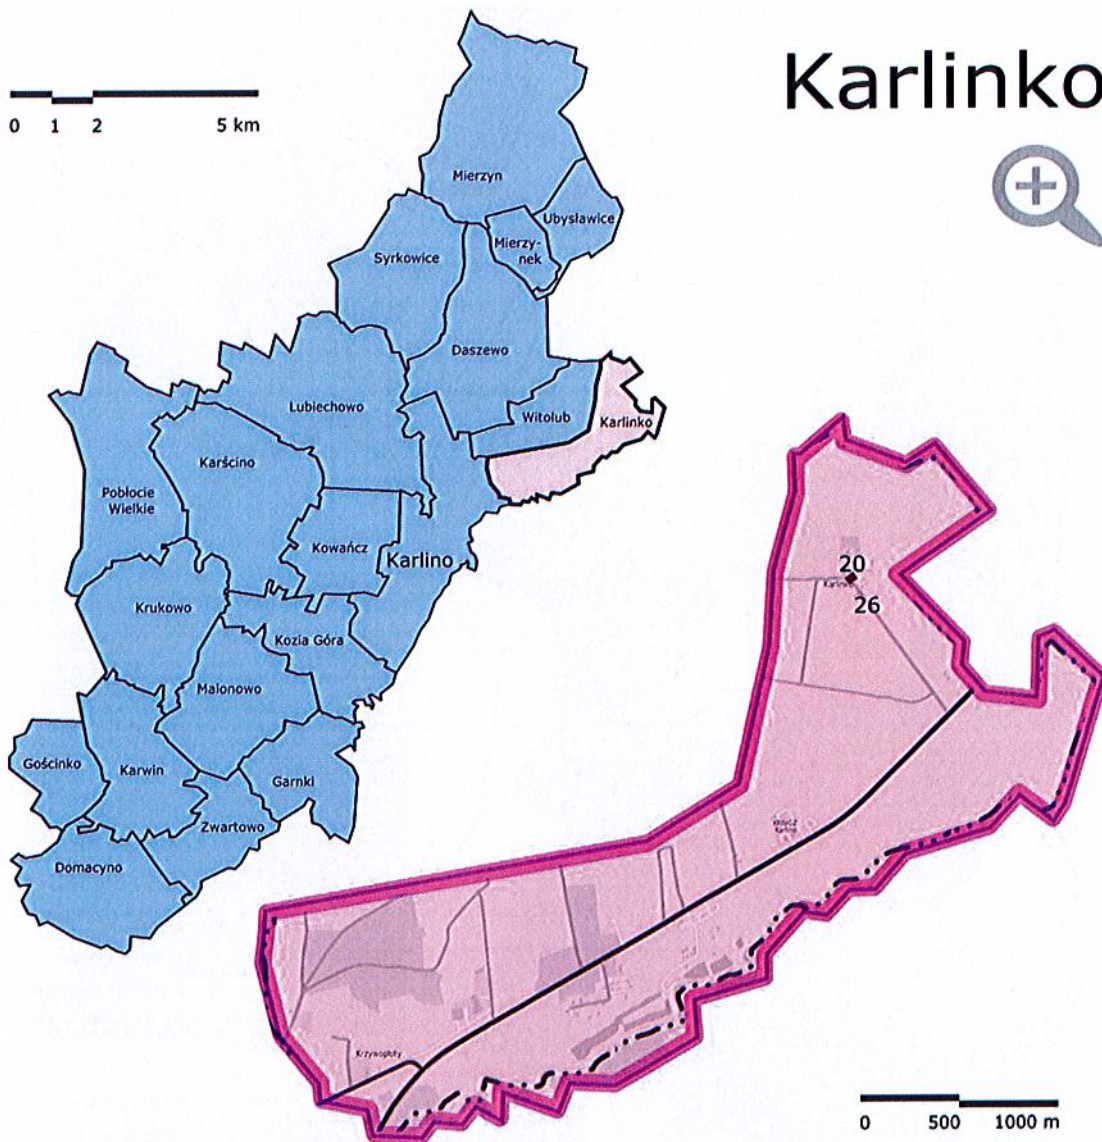 Karlinko
0 1 2 5 km
Mierzyn
Ubysławice
Mierzy-
nek
Syrkowice
Daszewo
Lubiechowo
Witolub
Karlinko
Karścino
Pobłocie
Wielkie
Kowańcz
Karlino
Krukowo
Kozia Góra
Malonowo
Gościnko
Karwin
Garnki
Zwartowo
Domacyno
20
26
Krzywopłoty
0 500 1000 m